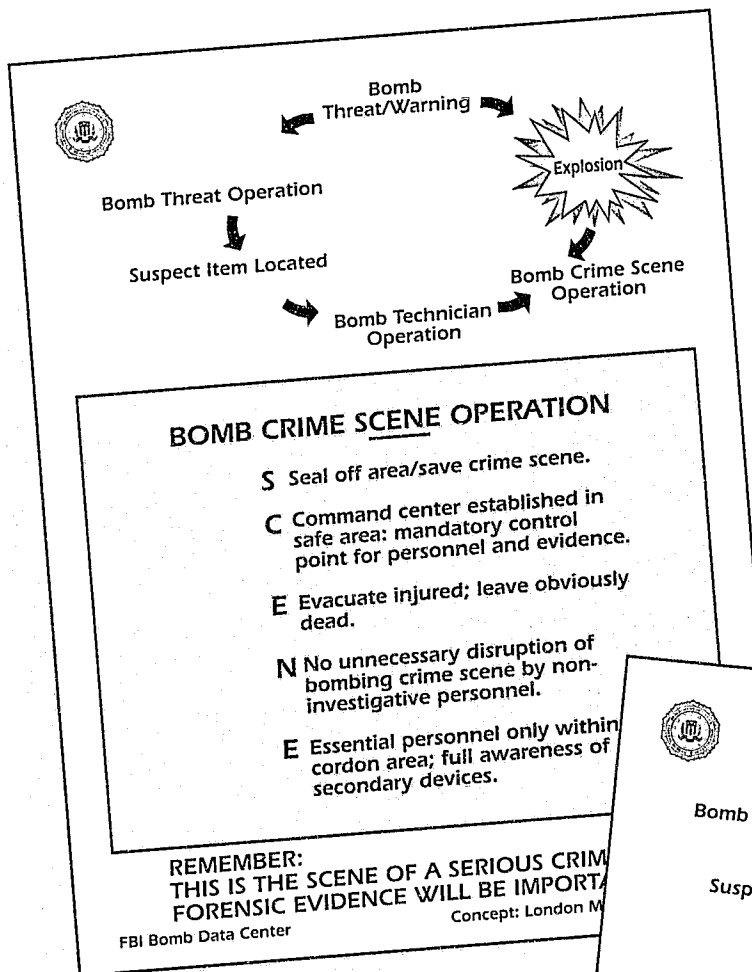 Bomb
Threat/Warning
Explosion
Bomb Threat Operation
Suspect Item Located
Bomb Technician
Operation
Bomb Crime Scene
Operation
BOMB CRIME SCENE OPERATION
S Seal off area/save crime scene.
C Command center established in
safe area: mandatory control
point for personnel and evidence.
E Evacuate injured; leave obviously
dead.
N No unnecessary disruption of
bombing crime scene by non-
investigative personnel.
E Essential personnel only within
cordon area; full awareness of
secondary devices.
REMEMBER:
THIS IS THE SCENE OF A SERIOUS CRIM
FORENSIC EVIDENCE WILL BE IMPORTA
FBI Bomb Data Center
Concept: London M
Bomb
Susp